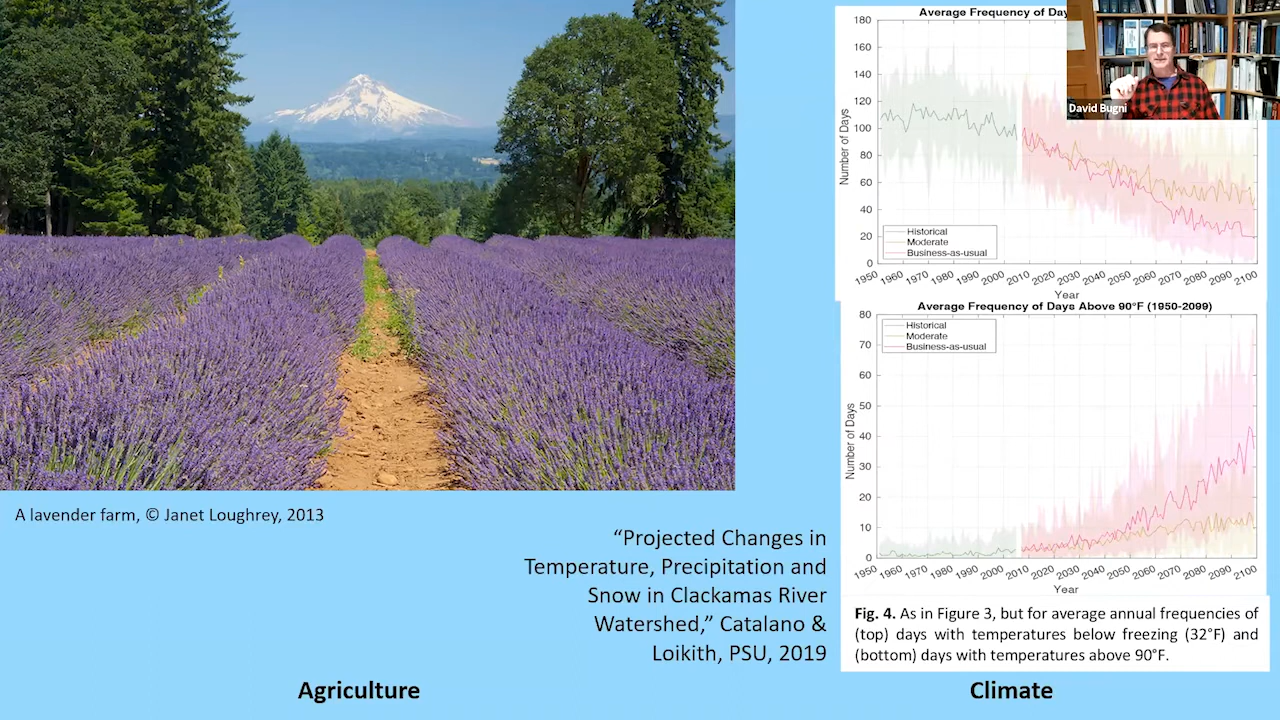 Average Frequency of Day
180
160
140
120
100
80
60
40
20
0
Number of Days
Historical
Moderate
Business-as-usual
1950 1960 1970 1980 1990 2000 2010 2020 2030 2040 2050 2060 2070 2080 2090 2100
Year
David Bugni
Average Frequency of Days Above 90°F (1950-2099)
80
70
60
50
40
30
20
10
0
Number of Days
Historical
Moderate
Business-as-usual
1950 1960 1970 1980 1990 2000 2010 2020 2030 2040 2050 2060 2070 2080 2090 2100
Year
A lavender farm, © Janet Loughrey, 2013
“Projected Changes in
Temperature, Precipitation and
Snow in Clackamas River
Watershed,” Catalano &
Loikith, PSU, 2019
Fig. 4. As in Figure 3, but for average annual frequencies of
(top) days with temperatures below freezing (32°F) and
(bottom) days with temperatures above 90°F.
Agriculture
Climate